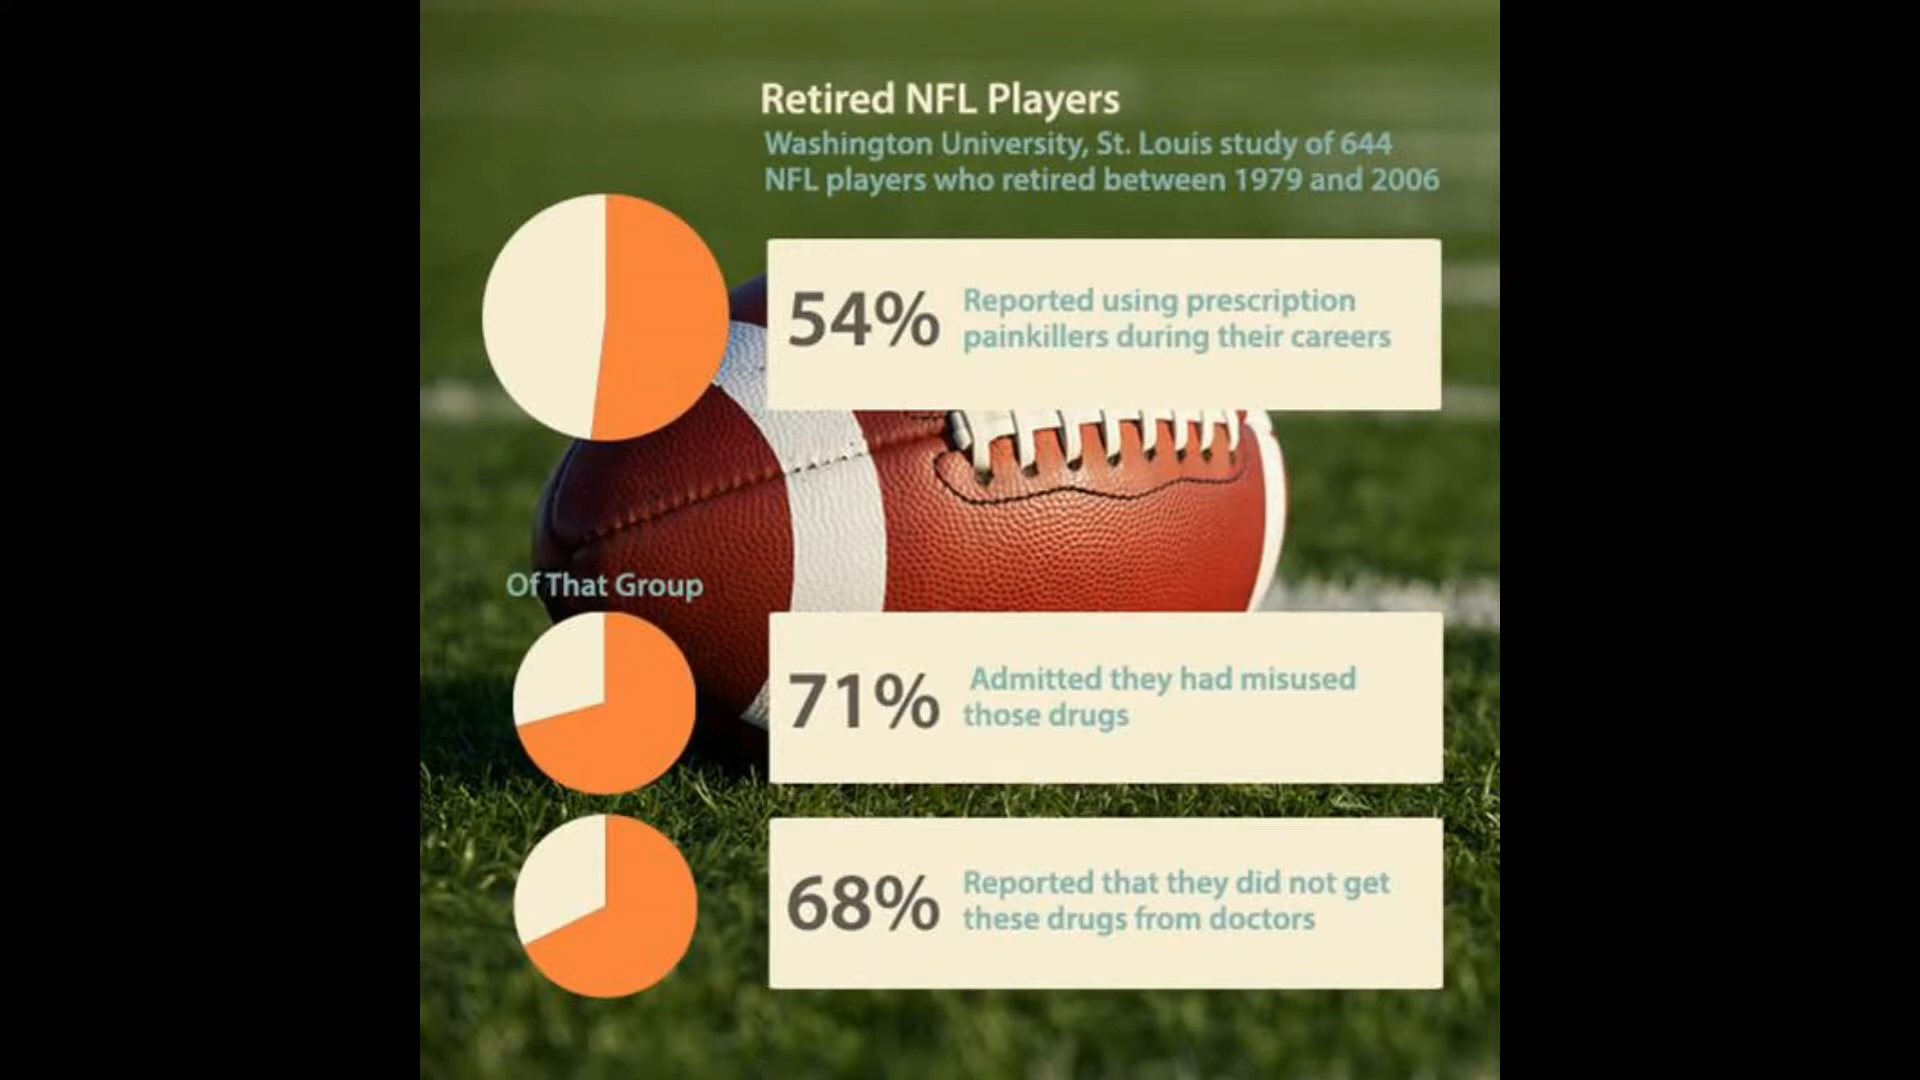 Retired NFL Players
Washington University, St. Louis study of 644
NFL players who retired between 1979 and 2006
54%
Reported using prescription
painkillers during their careers
Of That Group
71%
Admitted they had misused
those drugs
68%
Reported that they did not get
these drugs from doctors